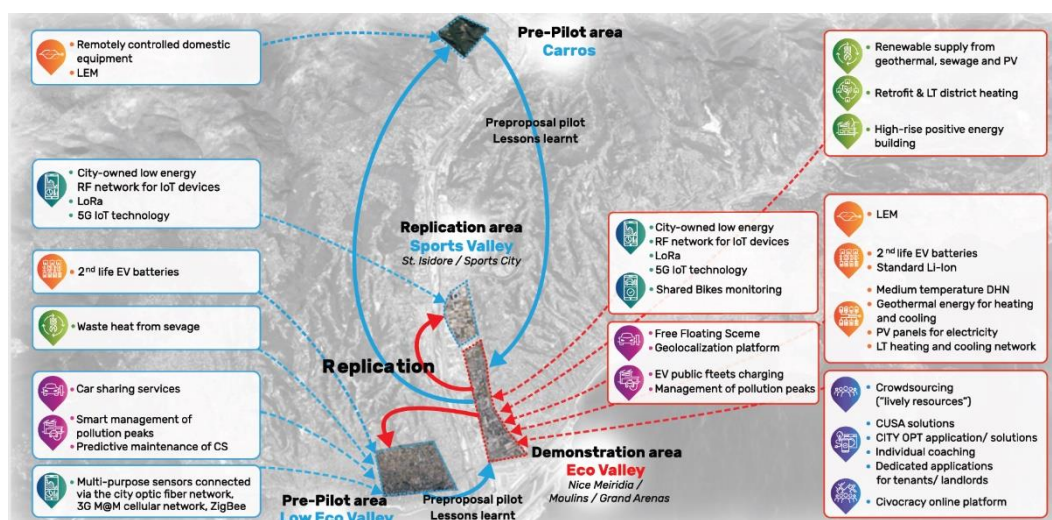 Remotely controlled domestic
equipment
LEM
Pre-Pilot area
Carros
Preproposal pilot
Lessons learnt
Renewable supply from
geothermal, sewage and PV
Retrofit & LT district heating
High-rise positive energy
building
City-owned low energy
RF network for IoT devices
LoRa
5G IoT technology
2nd life EV batteries
Waste heat from sevage
Car sharing services
Smart management of
pollution peaks
Predictive maintenance of CS
Multi-purpose sensors connected
via the city optic fiber network,
3G M@M cellular network, ZigBee
Replication area
Sports Valley
St. Isidore / Sports City
Replication
Pre-Pilot area
Low Eco Valley
Preproposal pilot
Lessons learnt
Demonstration area
Eco Valley
Nice Meiridia /
Moulins / Grand Arenas
City-owned low energy
RF network for IoT devices
LoRa
5G IoT technology
Shared Bikes monitoring
Free Floating Sceme
Geolocalization platform
EV public fteets charging
Management of pollution peaks
LEM
2nd life EV batteries
Standard Li-Ion
Medium temperature DHN
Geothermal energy for heating
and cooling
PV panels for electricity
LT heating and cooling network
Crowdsourcing
("lively resources")
CUSA solutions
CITY OPT application/ solutions
Individual coaching
Dedicated applications
for tenants/ landlords
Civocracy online platform